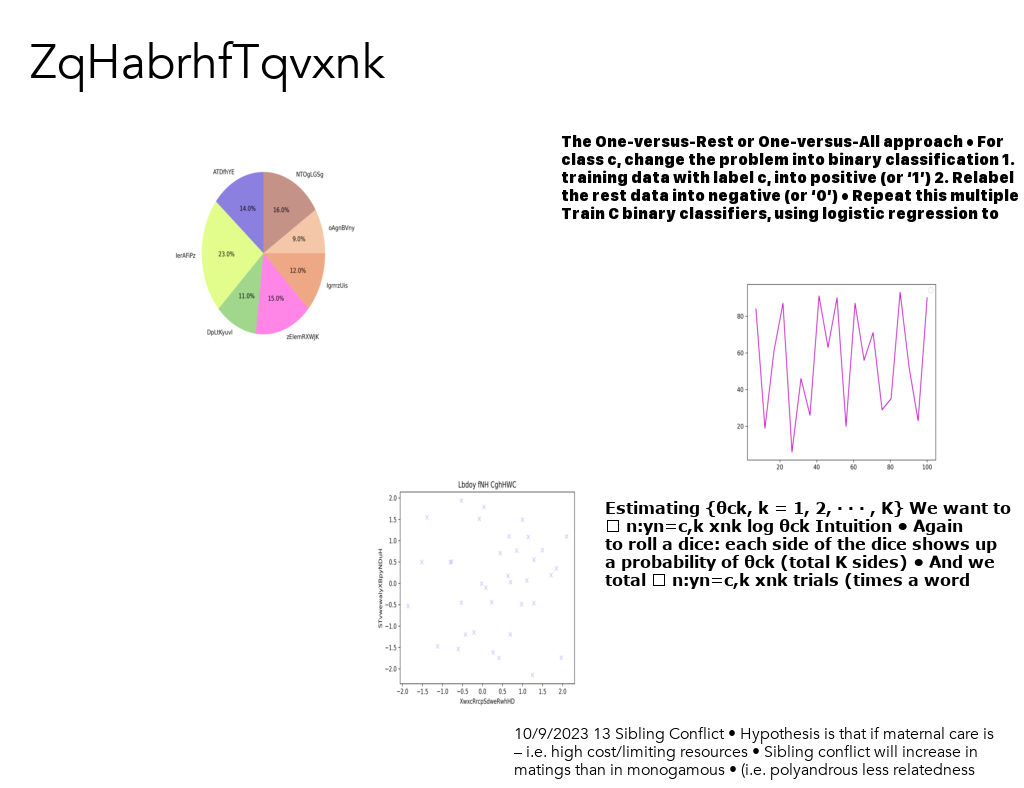 ZqHabrhfTqvxnk
The One-versus-Rest or One-versus-All approach • For
class c, change the problem into binary classification 1.
training data with label c, into positive (or ‘1’) 2. Relabel
the rest data into negative (or ‘0’) • Repeat this multiple
Train C binary classifiers, using logistic regression to
ATDfhYE
NTOgLGSg
14.0%
16.0%
oAgnBVny
9.0%
23.0%
12.0%
11.0%
15.0%
DpLtKyuvl
zElemRXWJK
80
60
40
20
20 40 60 80 100
Lbdoy fNH CghHWC
2.0
1.5
1.0
0.5
0.0
−0.5
−1.0
−1.5
−2.0
−2.0 −1.5 −1.0 −0.5 0.0 0.5 1.0 1.5 2.0
Estimating {θck, k = 1, 2, · · · , K} We want to
□ n:yn=c,k xnk log θck Intuition • Again
to roll a dice: each side of the dice shows up
a probability of θck (total K sides) • And we
total □ n:yn=c,k xnk trials (times a word
10/9/2023 13 Sibling Conflict • Hypothesis is that if maternal care is
– i.e. high cost/limiting resources • Sibling conflict will increase in
matings than in monogamous • (i.e. polyandrous less relatedness